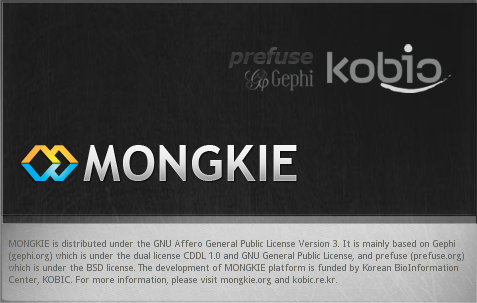 prefuse
Gephi
kobic
MONGKIE
MONGKIE is distributed under the GNU Affero General Public License Version 3. It is mainly based on Gephi
(gephi.org) which is under the dual license CDDL 1.0 and GNU General Public License, and prefuse (prefuse.org)
which is under the BSD license. The development of MONGKIE platform is funded by Korean BioInformation
Center, KOBIC. For more information, please visit mongkie.org and kobic.re.kr.